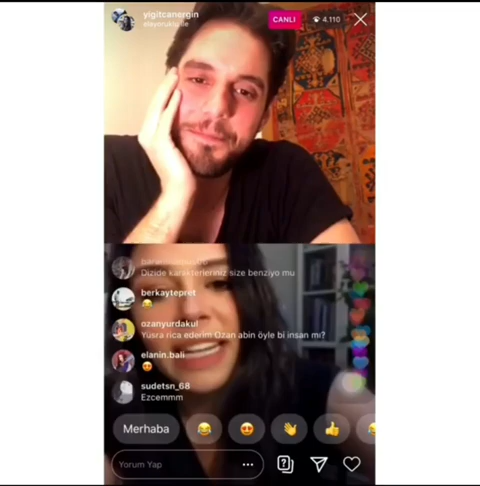 yigitcanergin
CANLI
4.110
Dizide karakterleriniz size benziyo mu
berkaytepret
😂
ozanyurdakul
Yüsra rica ederim Ozan abin öyle bi insan mı?
elanin.bali
😍
sudetsn_68
Ezcemmm
Merhaba 😂 😍 👋 👍
Yorum Yap